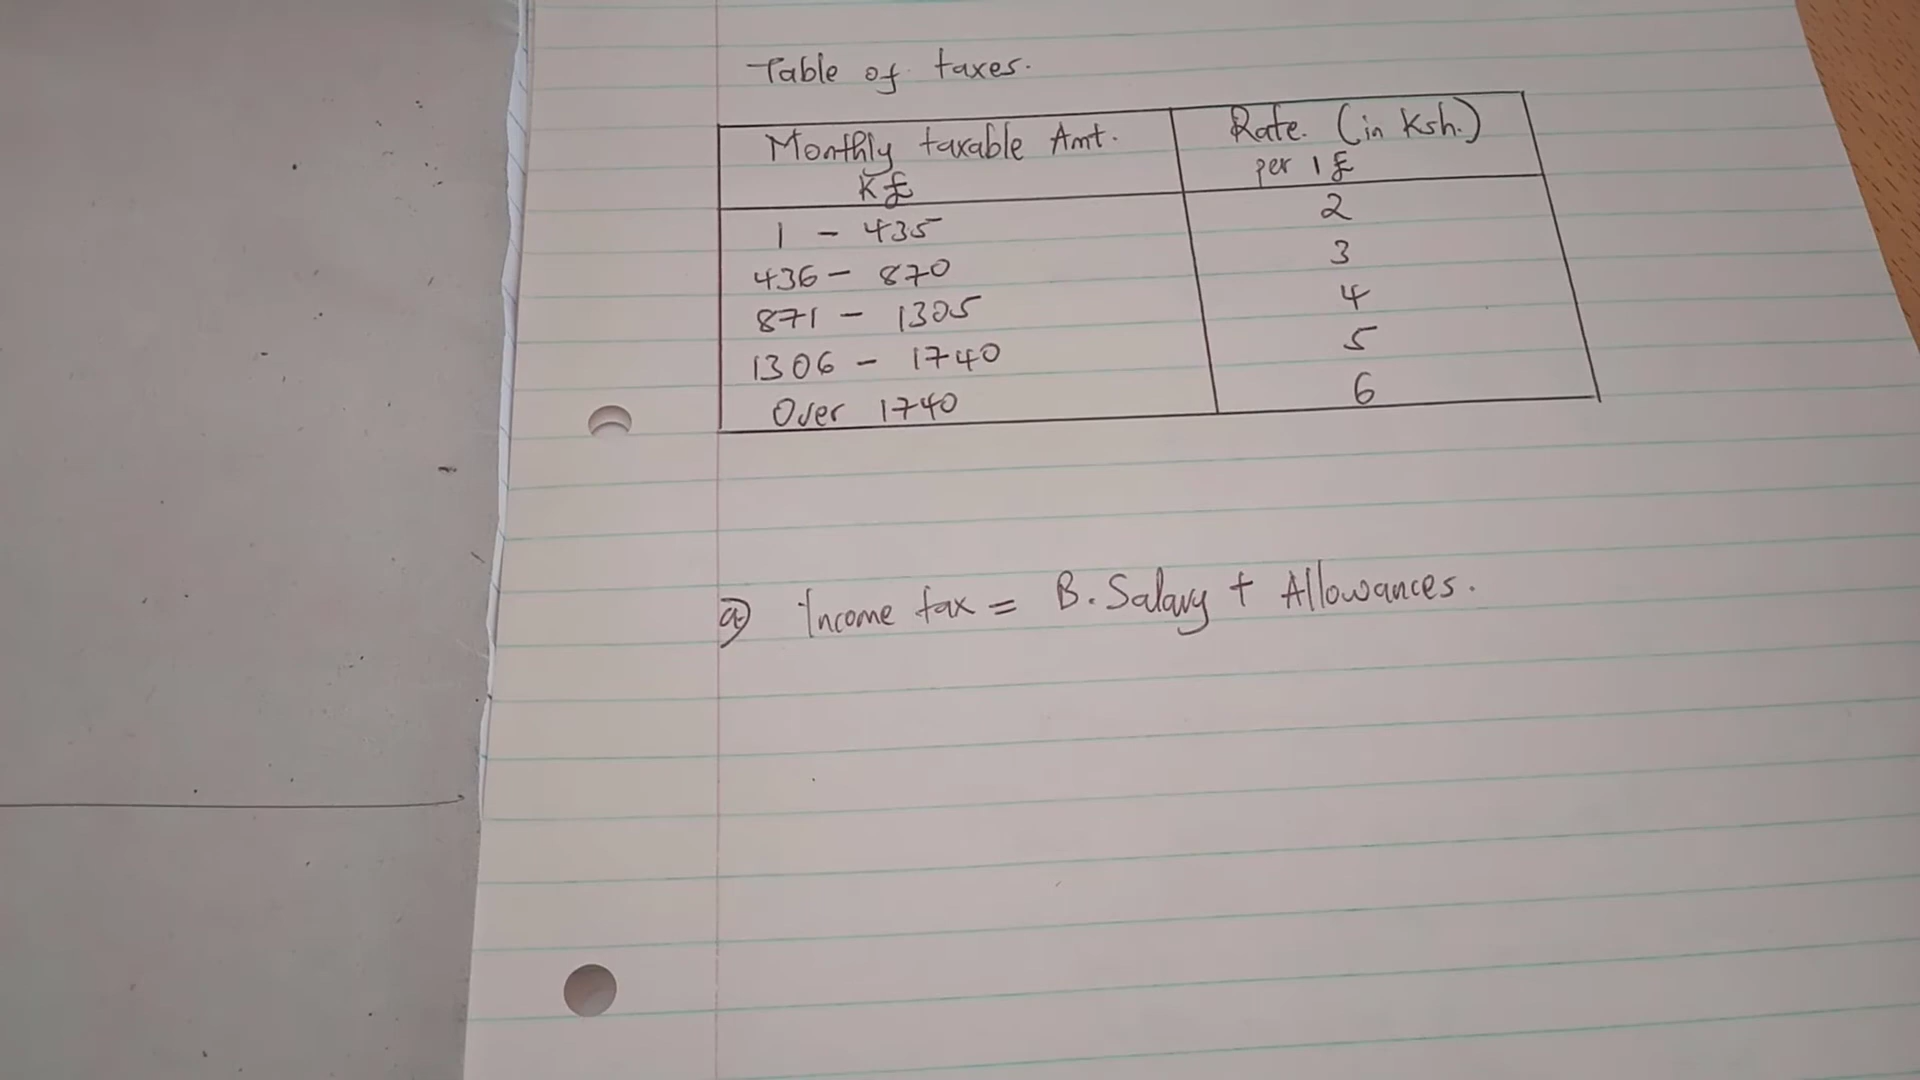 Table of taxes.
Monthly taxable Amt. Rate. (in Ksh.)
K£ per 1 £
1 - 435 2
436 - 870 3
871 - 1305 4
1306 - 1740 5
Over 1740 6
a) Income tax = B. Salary + Allowances.